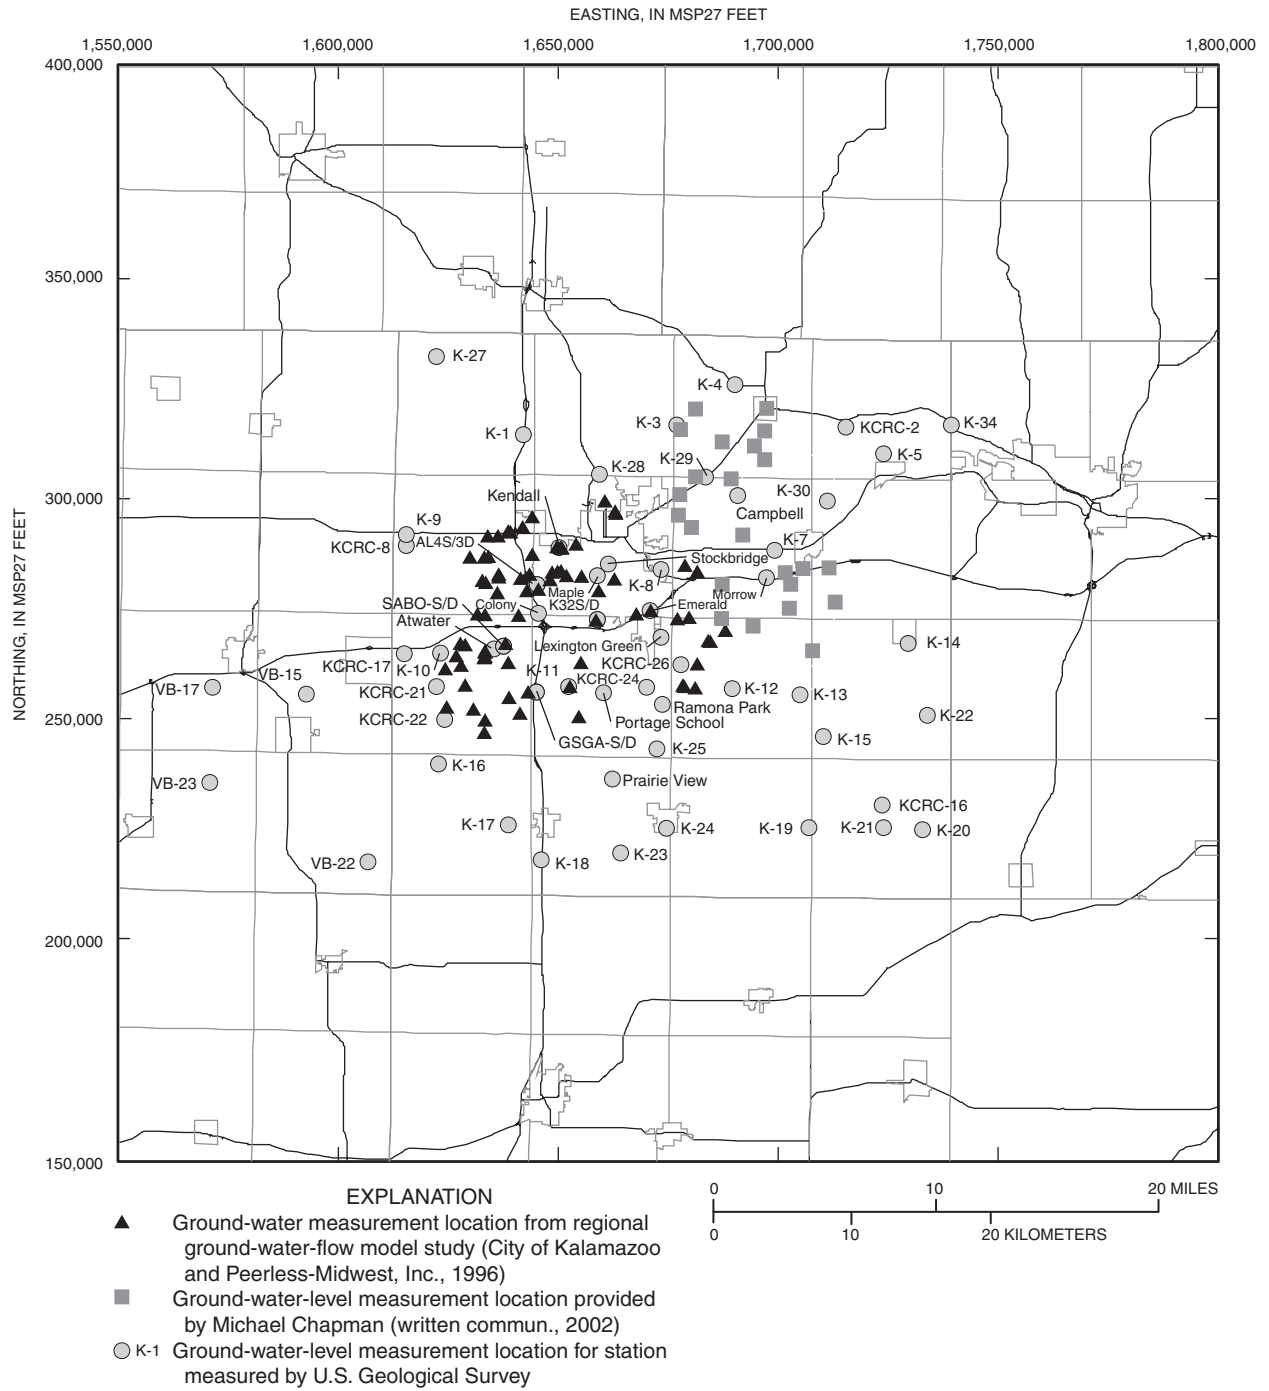 EASTING, IN MSP27 FEET
1,550,000 1,600,000 1,650,000 1,700,000 1,750,000 1,800,000
400,000
350,000
300,000
250,000
200,000
150,000
NORTHING, IN MSP27 FEET
K-27
K-4
K-3
KCRC-2
K-34
K-1
K-5
K-29
K-28
Kendall
K-30
Campbell
K-9
KCRC-8
AL4S/3D
K-7
Stockbridge
K-8
Maple
Morrow
SABO-S/D
Colony
K32S/D
Emerald
Atwater
Lexington Green
K-14
KCRC-17
K-10
K-11
KCRC-26
VB-15
VB-17
KCRC-21
KCRC-24
K-12
K-13
Ramona Park
KCRC-22
Portage School
K-22
GSGA-S/D
K-15
K-25
K-16
VB-23
Prairie View
KCRC-16
K-17
K-24
K-19
K-21
K-20
VB-22
K-18
K-23
0 10 20 MILES
0 10 20 KILOMETERS
EXPLANATION
Ground-water measurement location from regional
ground-water-flow model study (City of Kalamazoo
and Peerless-Midwest, Inc., 1996)
Ground-water-level measurement location provided
by Michael Chapman (written commun., 2002)
K-1 Ground-water-level measurement location for station
measured by U.S. Geological Survey